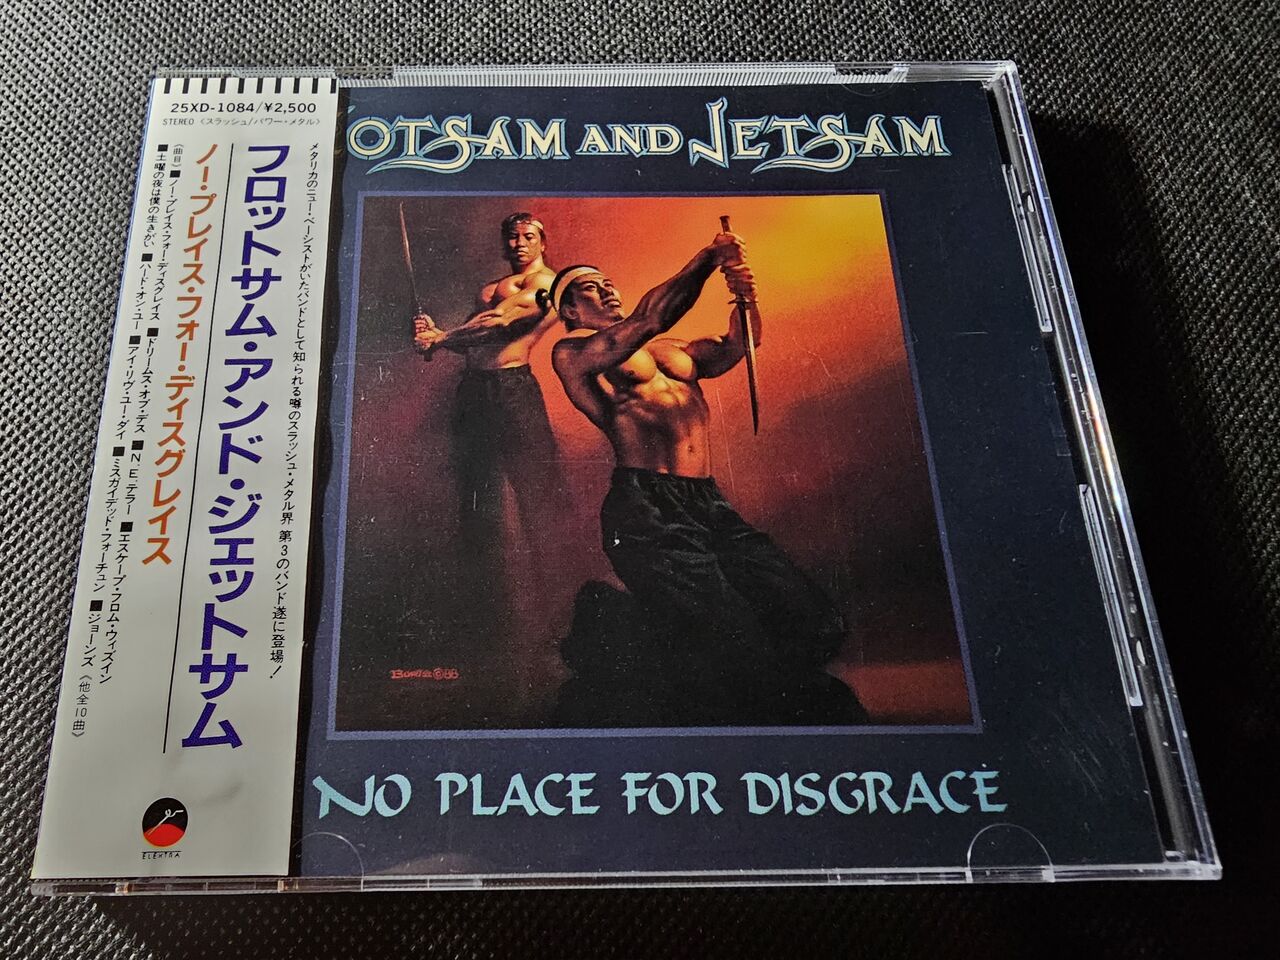 25XD-1084/¥2,500
STEREO 〈スラッシュ/パワー・メタル〉
メタリカのニュー・ベーシストがいたバンドとして知られる噂のスラッシュ・メタル界 第3のバンド遂に登場!
フロットサム・アンド・ジェットサム
ノー・プレイス・フォー・ディスグレイス
《曲目》■ノー・プレイス・フォー・ディスグレイス ■ドリームス・オブ・デス ■N.E.テラー ■エスケープ・フロム・ウィズイン
■土曜の夜は僕の生きがい ■ハード・オン・ユー ■アイ・リヴ・ユー・ダイ ■ミスガイデッド・フォーチュン ■ジョーンズ 《他全10曲》
ELEKTRA
OTSAM AND JETSAM
©88
NO PLACE FOR DISGRACE